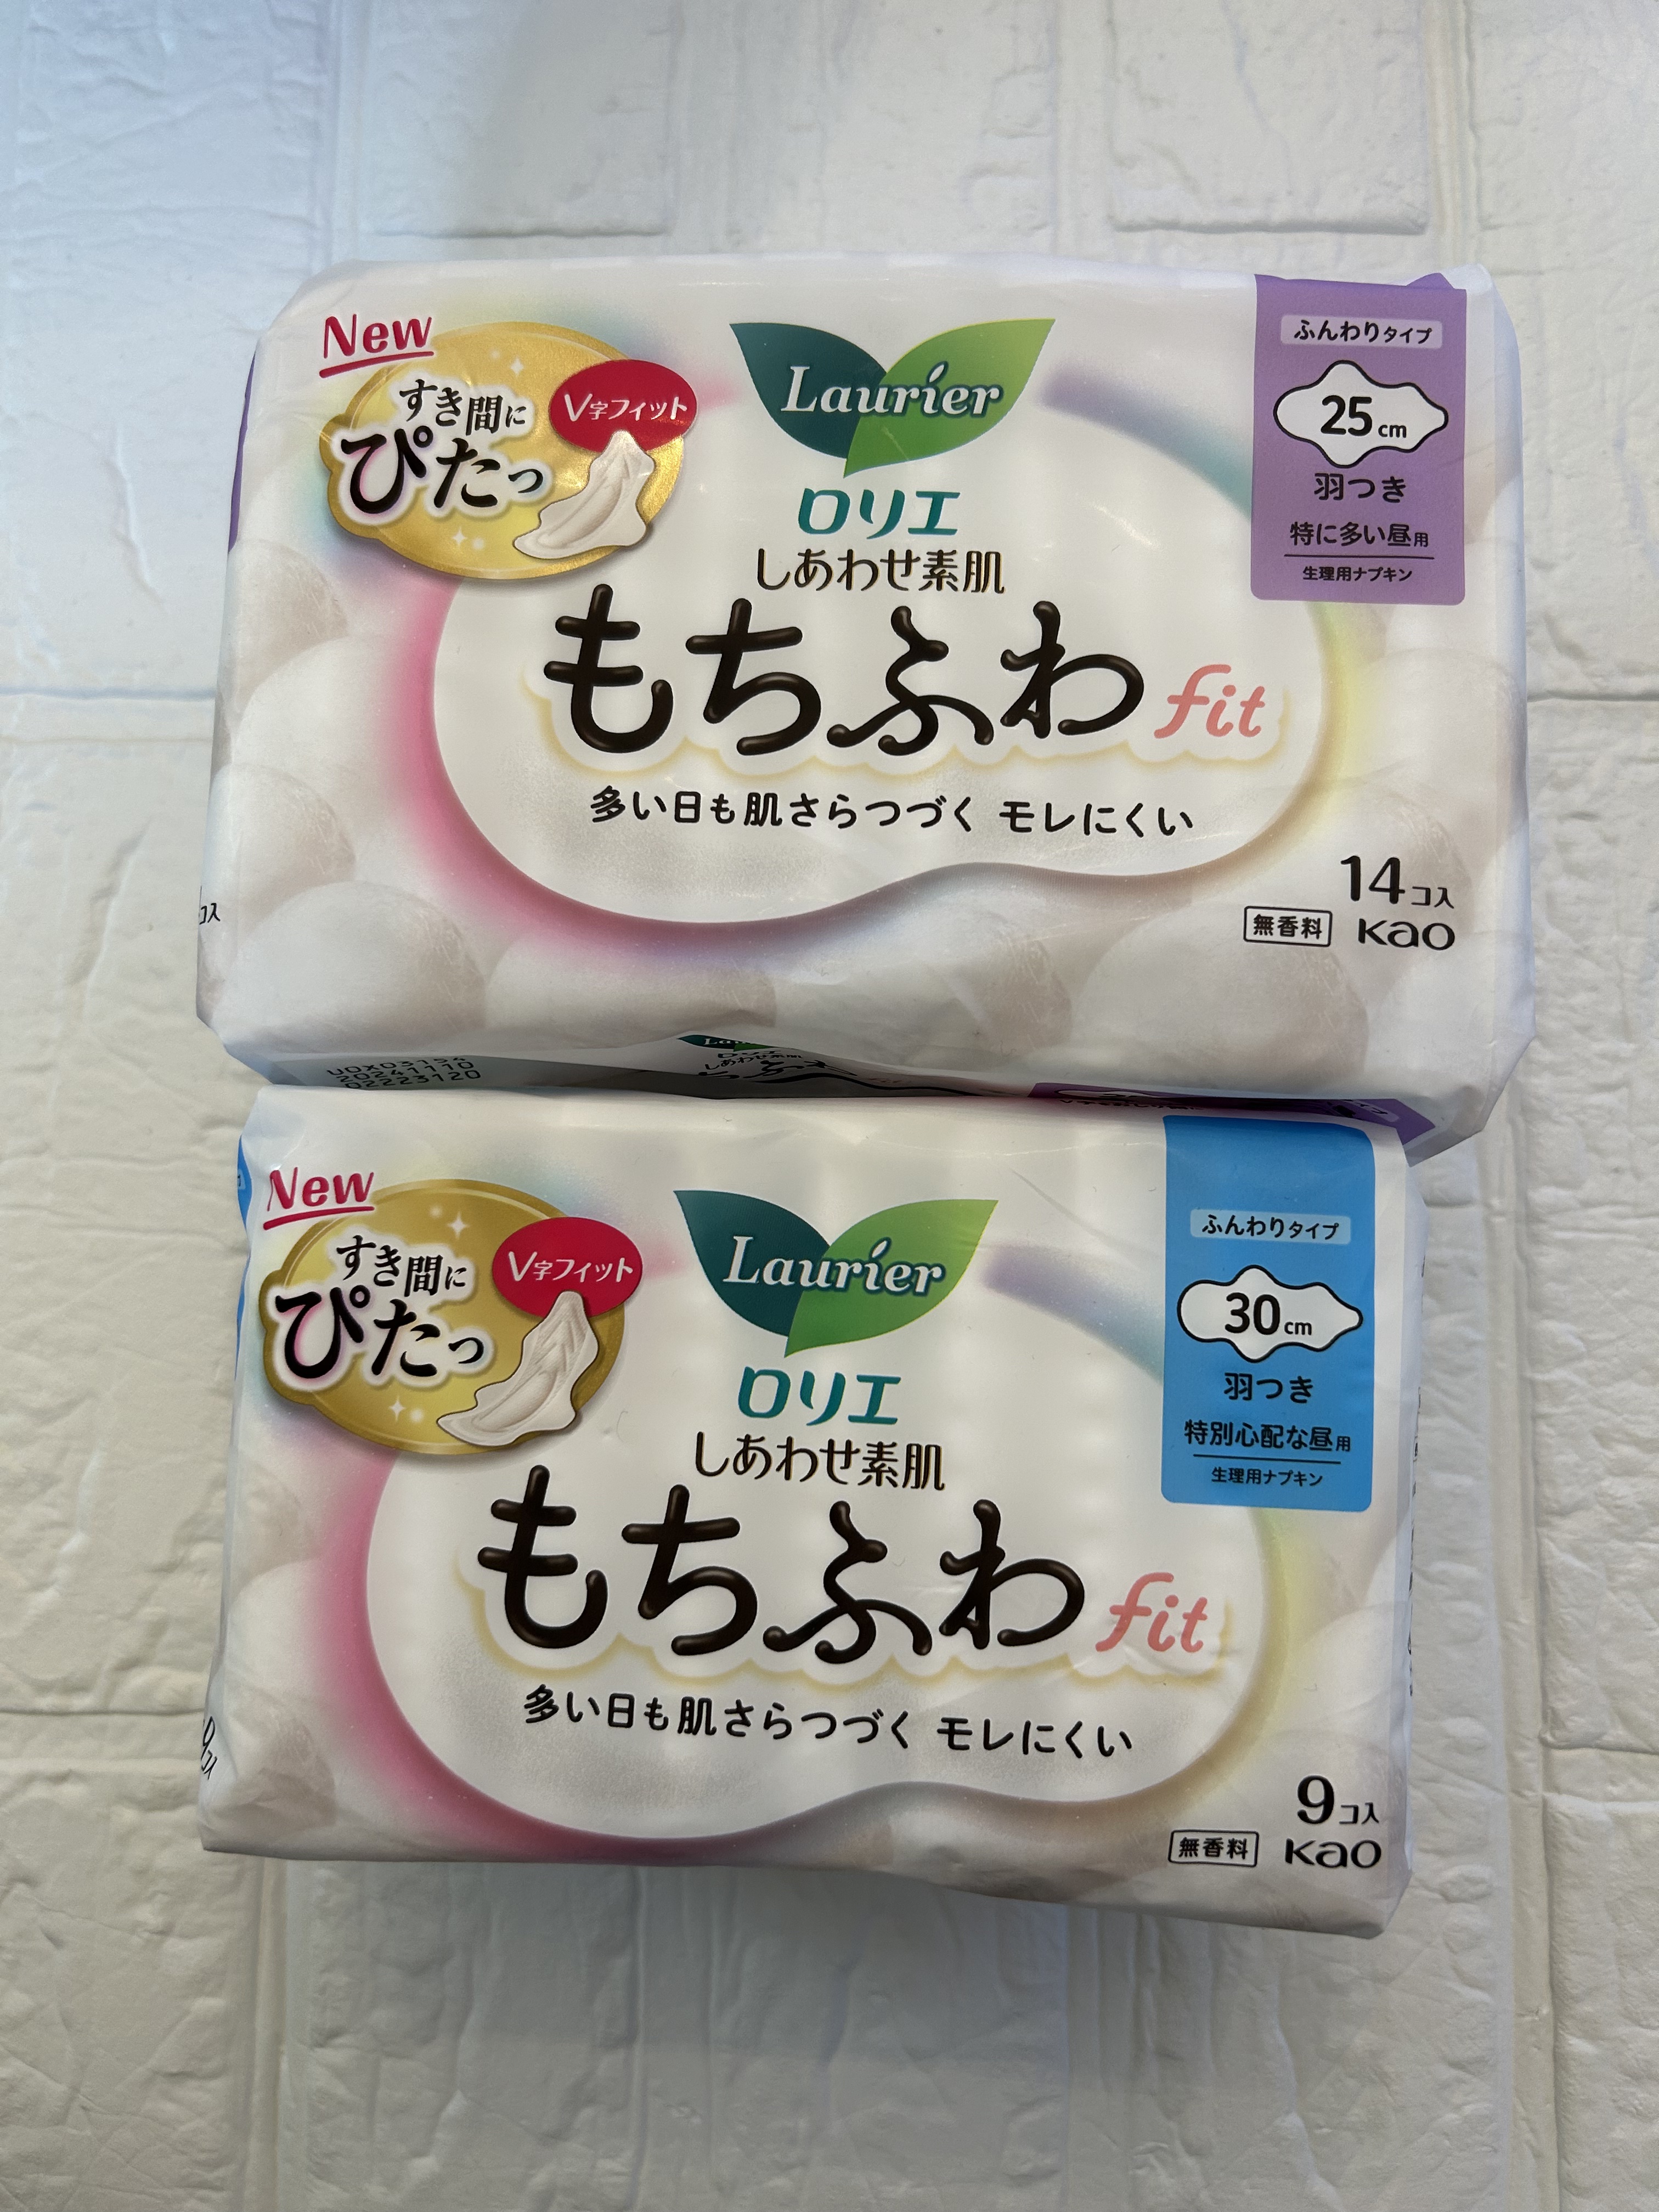 New
すき間に
ぴたっ
V字フィット
Laurier
ロリエ
しあわせ素肌
もちふわ fit
多い日も肌さらつづく モレにくい
ふんわりタイプ
25cm
羽つき
特に多い昼用
生理用ナプキン
14コ入
無香料 Kao
コ入
20241110
02223120
New
すき間に
ぴたっ
V字フィット
Laurier
ロリエ
しあわせ素肌
もちふわ fit
多い日も肌さらつづく モレにくい
ふんわりタイプ
30cm
羽つき
特別心配な昼用
生理用ナプキン
9コ入
無香料 Kao